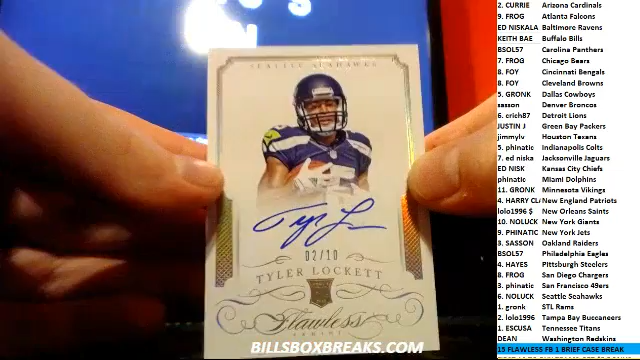 SEATTLE SEAHAWKS
02/10
TYLER LOCKETT
Flawless
PANINI
BILLSBOXBREAKS.COM
2. CURRIE Arizona Cardinals
9. FROG Atlanta Falcons
ED NISKALA Baltimore Ravens
KEITH BAE Buffalo Bills
BSOL57 Carolina Panthers
7. FROG Chicago Bears
8. FOY Cincinnati Bengals
8. FOY Cleveland Browns
5. GRONK Dallas Cowboys
sasson Denver Broncos
6. crich87 Detroit Lions
JUSTIN J Green Bay Packers
jimmylv Houston Texans
5. phinatic Indianapolis Colts
7. ed niska Jacksonville Jaguars
ED NISK Kansas City Chiefs
phinatic Miami Dolphins
11. GRONK Minnesota Vikings
4. HARRY CLA New England Patriots
lolo1996 $ New Orleans Saints
10. NOLUCK New York Giants
9. PHINATIC New York Jets
3. SASSON Oakland Raiders
BSOL57 Philadelphia Eagles
4. HAYES Pittsburgh Steelers
8. FROG San Diego Chargers
3. phinatic San Francisco 49ers
6. NOLUCK Seattle Seahawks
1. gronk STL Rams
2. lolo1996 Tampa Bay Buccaneers
1. ESCUSA Tennessee Titans
DEAN Washington Redskins
15 FLAWLESS FB 1 BRIEF CASE BREAK